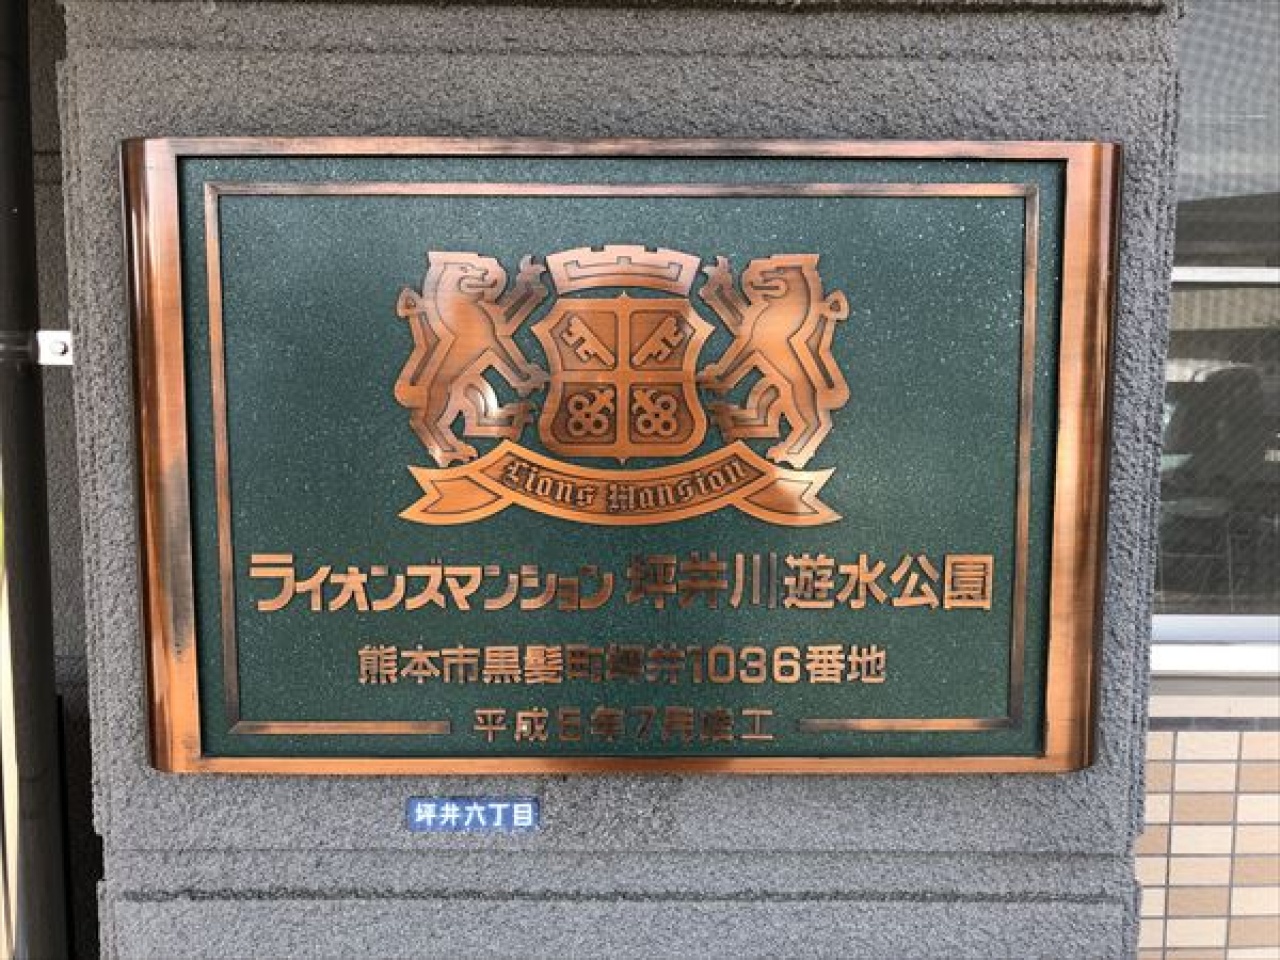 Lions Mansion
ライオンズマンション 坪井川遊水公園
熊本市黒髪町坪井1036番地
平成5年7月竣工
坪井六丁目